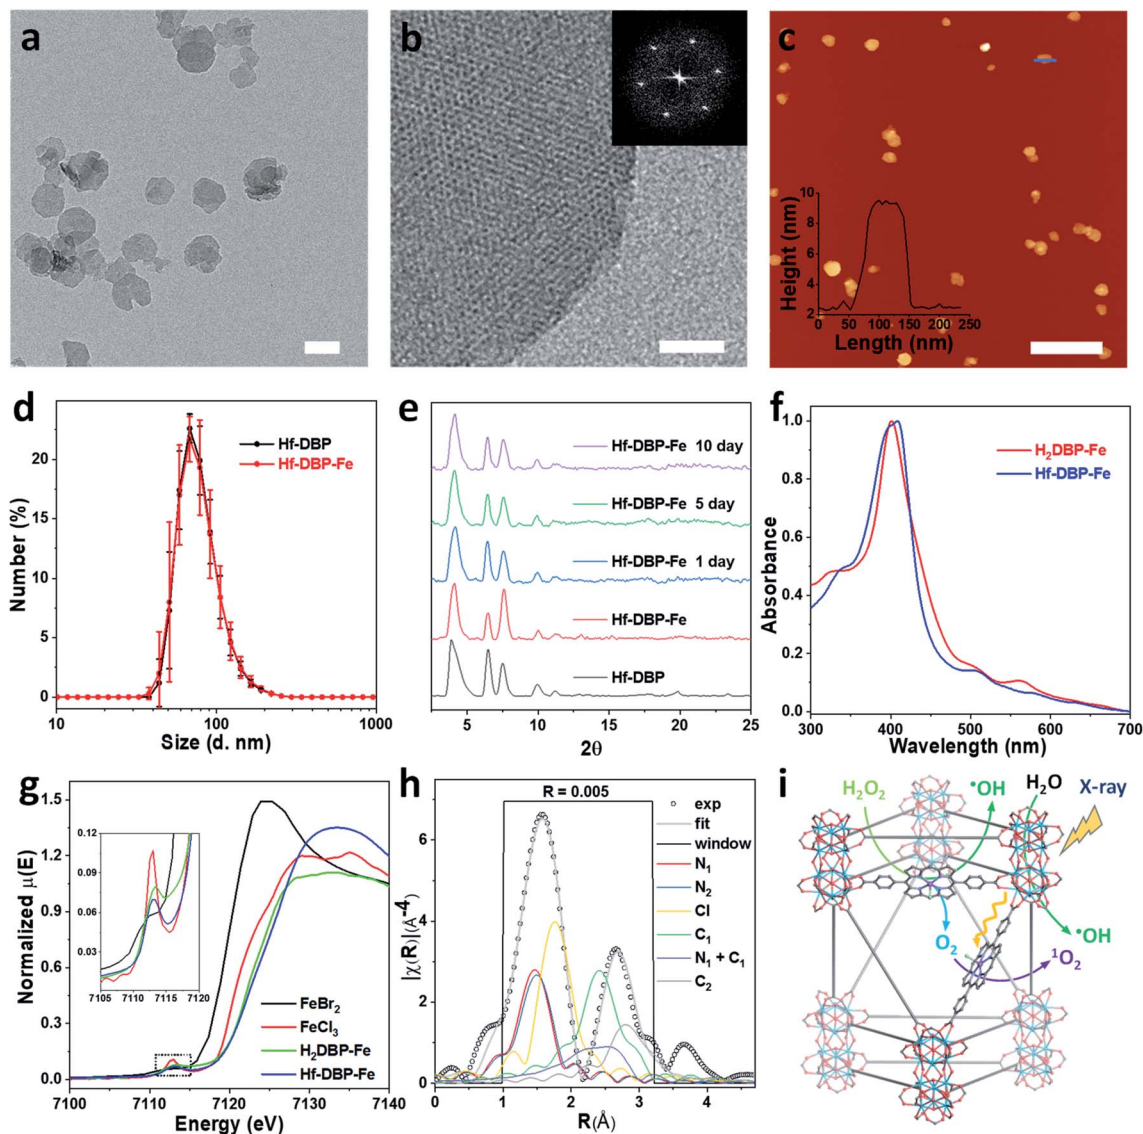 a
b
c
10
8
6
4
2
Height (nm)
0 50 100 150 200 250
Length (nm)
d
20
15
10
5
0
Number (%)
Hf-DBP
Hf-DBP-Fe
10 100 1000
Size (d. nm)
e
Hf-DBP-Fe 10 day
Hf-DBP-Fe 5 day
Hf-DBP-Fe 1 day
Hf-DBP-Fe
Hf-DBP
5 10 15 20 25
2θ
f
1.0
0.8
0.6
0.4
0.2
0.0
Absorbance
H₂DBP-Fe
Hf-DBP-Fe
300 400 500 600 700
Wavelength (nm)
g
1.5
1.2
0.9
0.6
0.3
0.0
Normalized μ(E)
0.12
0.09
0.06
0.03
7105 7110 7115 7120
FeBr₂
FeCl₃
H₂DBP-Fe
Hf-DBP-Fe
7100 7110 7120 7130 7140
Energy (eV)
h
R = 0.005
6
4
2
0
|χ(R)|(Å⁻⁴)
exp
fit
window
N₁
N₂
Cl
C₁
N₁ + C₁
C₂
0 1 2 3 4
R(Å)
i
H₂O₂
•OH
H₂O
X-ray
O₂
•OH
¹O₂